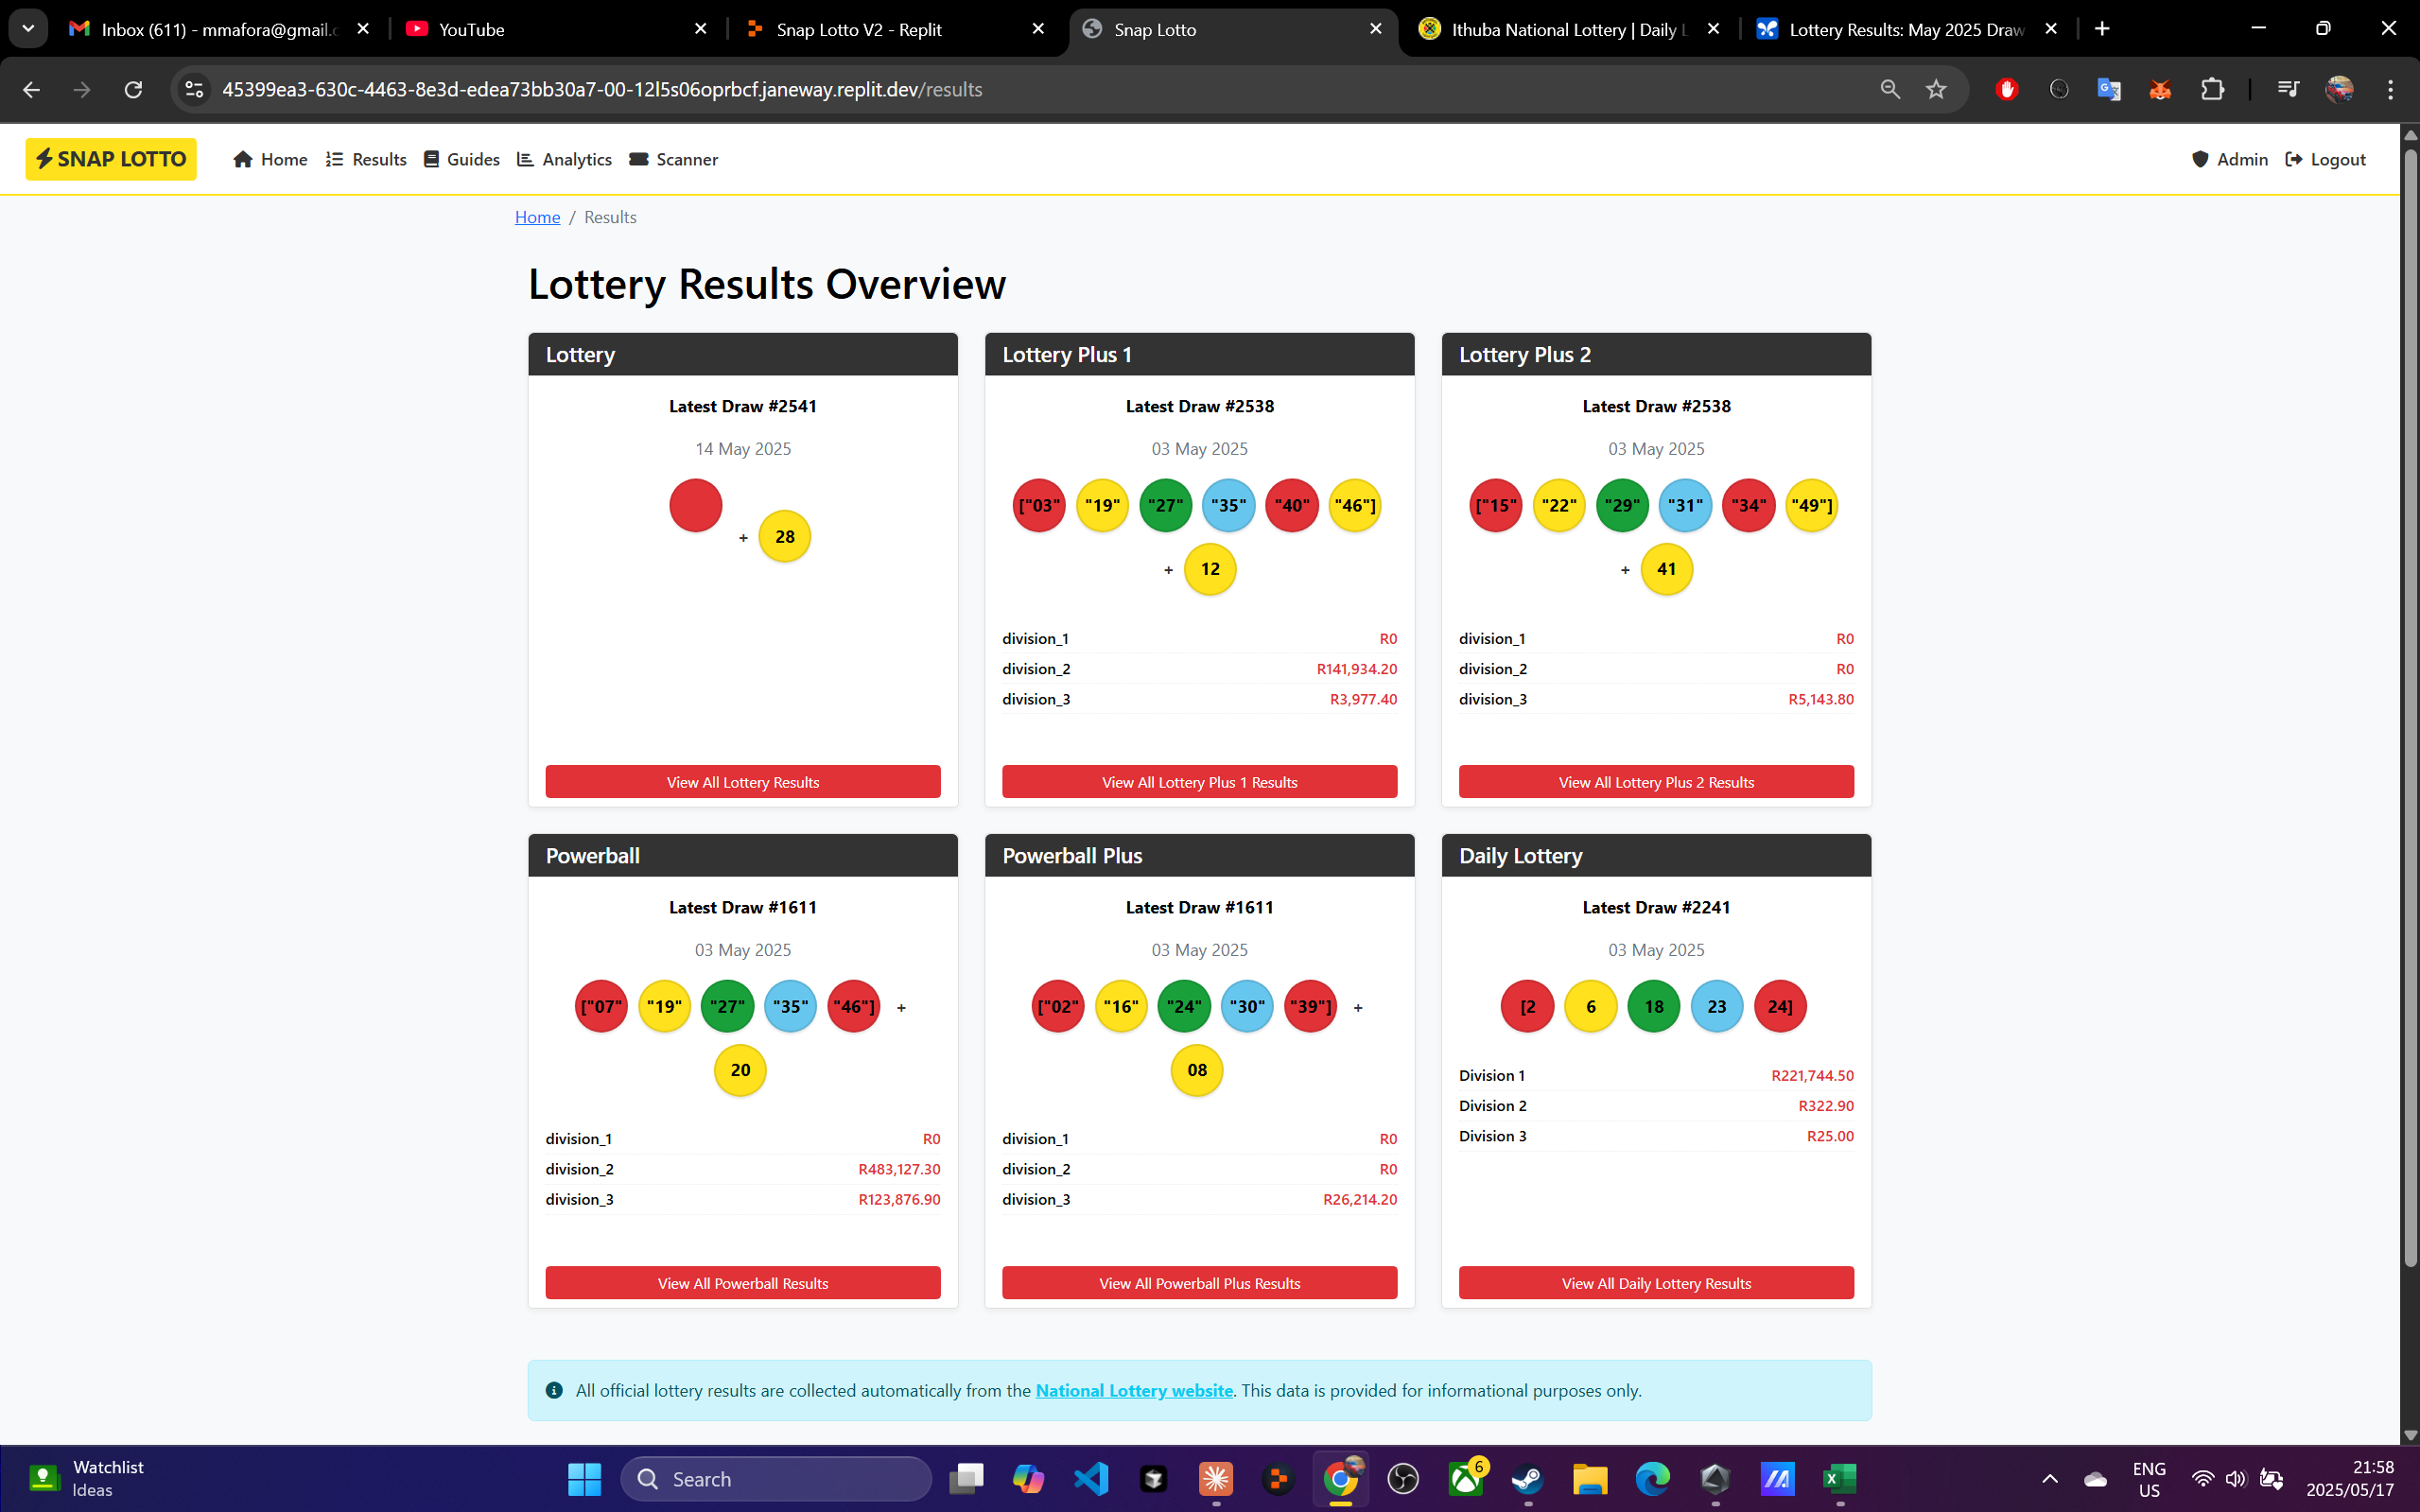 Inbox (611) - mmafora@gmail.c
YouTube
Snap Lotto V2 - Replit
Snap Lotto
Ithuba National Lottery | Daily L
Lottery Results: May 2025 Draw
45399ea3-630c-4463-8e3d-edea73bb30a7-00-12l5s06oprbcf.janeway.replit.dev/results
SNAP LOTTO
Home
Results
Guides
Analytics
Scanner
Admin
Logout
Home / Results
Lottery Results Overview
Lottery
Latest Draw #2541
14 May 2025
+ 28
View All Lottery Results
Lottery Plus 1
Latest Draw #2538
03 May 2025
["03" "19" "27" "35" "40" "46"]
+ 12
division_1 R0
division_2 R141,934.20
division_3 R3,977.40
View All Lottery Plus 1 Results
Lottery Plus 2
Latest Draw #2538
03 May 2025
["15" "22" "29" "31" "34" "49"]
+ 41
division_1 R0
division_2 R0
division_3 R5,143.80
View All Lottery Plus 2 Results
Powerball
Latest Draw #1611
03 May 2025
["07" "19" "27" "35" "46"] +
20
division_1 R0
division_2 R483,127.30
division_3 R123,876.90
View All Powerball Results
Powerball Plus
Latest Draw #1611
03 May 2025
["02" "16" "24" "30" "39"] +
08
division_1 R0
division_2 R0
division_3 R26,214.20
View All Powerball Plus Results
Daily Lottery
Latest Draw #2241
03 May 2025
[2 6 18 23 24]
Division 1 R221,744.50
Division 2 R322.90
Division 3 R25.00
View All Daily Lottery Results
All official lottery results are collected automatically from the National Lottery website. This data is provided for informational purposes only.
Watchlist
Ideas
Search
6
ENG
US
21:58
2025/05/17